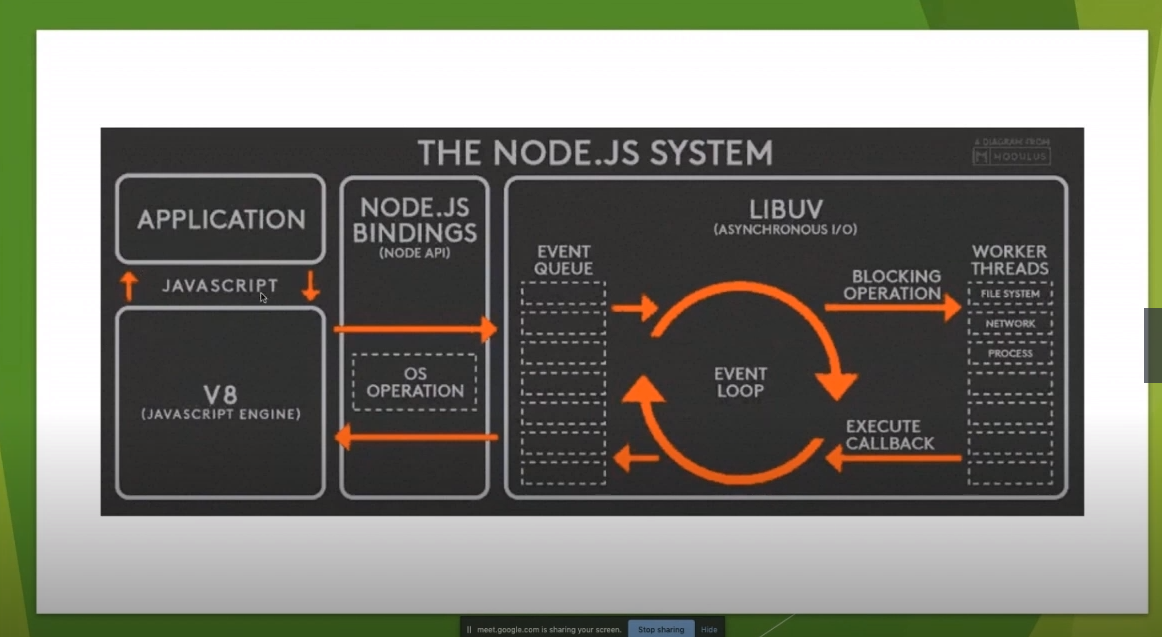 THE NODE.JS SYSTEM
A DIAGRAM FROM
NODULUS
APPLICATION
JAVASCRIPT
V8
(JAVASCRIPT ENGINE)
NODE.JS
BINDINGS
(NODE API)
OS
OPERATION
LIBUV
(ASYNCHRONOUS I/O)
EVENT
QUEUE
EVENT
LOOP
BLOCKING
OPERATION
EXECUTE
CALLBACK
WORKER
THREADS
FILE SYSTEM
NETWORK
PROCESS
meet.google.com is sharing your screen.
Stop sharing
Hide